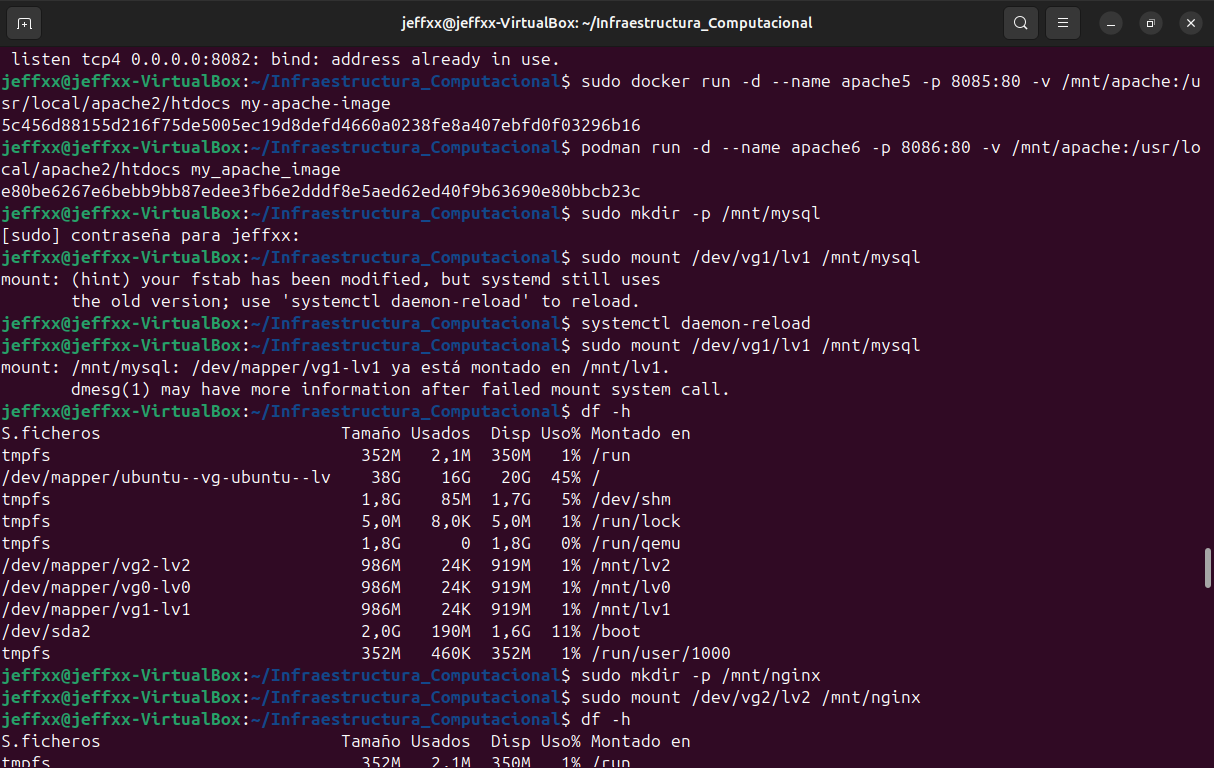 jeffxx@jeffxx-VirtualBox: ~/Infraestructura_Computacional
 listen tcp4 0.0.0.0:8082: bind: address already in use.
jeffxx@jeffxx-VirtualBox:~/Infraestructura_Computacional$ sudo docker run -d --name apache5 -p 8085:80 -v /mnt/apache:/u
sr/local/apache2/htdocs my-apache-image
5c456d88155d216f75de5005ec19d8defd4660a0238fe8a407ebfd0f03296b16
jeffxx@jeffxx-VirtualBox:~/Infraestructura_Computacional$ podman run -d --name apache6 -p 8086:80 -v /mnt/apache:/usr/lo
cal/apache2/htdocs my_apache_image
e80be6267e6bebb9bb87edee3fb6e2dddf8e5aed62ed40f9b63690e80bbcb23c
jeffxx@jeffxx-VirtualBox:~/Infraestructura_Computacional$ sudo mkdir -p /mnt/mysql
[sudo] contraseña para jeffxx:
jeffxx@jeffxx-VirtualBox:~/Infraestructura_Computacional$ sudo mount /dev/vg1/lv1 /mnt/mysql
mount: (hint) your fstab has been modified, but systemd still uses
       the old version; use 'systemctl daemon-reload' to reload.
jeffxx@jeffxx-VirtualBox:~/Infraestructura_Computacional$ systemctl daemon-reload
jeffxx@jeffxx-VirtualBox:~/Infraestructura_Computacional$ sudo mount /dev/vg1/lv1 /mnt/mysql
mount: /mnt/mysql: /dev/mapper/vg1-lv1 ya está montado en /mnt/lv1.
       dmesg(1) may have more information after failed mount system call.
jeffxx@jeffxx-VirtualBox:~/Infraestructura_Computacional$ df -h
S.ficheros                        Tamaño Usados  Disp Uso% Montado en
tmpfs                               352M   2,1M  350M   1% /run
/dev/mapper/ubuntu--vg-ubuntu--lv    38G    16G   20G  45% /
tmpfs                               1,8G    85M  1,7G   5% /dev/shm
tmpfs                               5,0M   8,0K  5,0M   1% /run/lock
tmpfs                               1,8G      0  1,8G   0% /run/qemu
/dev/mapper/vg2-lv2                 986M    24K  919M   1% /mnt/lv2
/dev/mapper/vg0-lv0                 986M    24K  919M   1% /mnt/lv0
/dev/mapper/vg1-lv1                 986M    24K  919M   1% /mnt/lv1
/dev/sda2                           2,0G   190M  1,6G  11% /boot
tmpfs                               352M   460K  352M   1% /run/user/1000
jeffxx@jeffxx-VirtualBox:~/Infraestructura_Computacional$ sudo mkdir -p /mnt/nginx
jeffxx@jeffxx-VirtualBox:~/Infraestructura_Computacional$ sudo mount /dev/vg2/lv2 /mnt/nginx
jeffxx@jeffxx-VirtualBox:~/Infraestructura_Computacional$ df -h
S.ficheros                        Tamaño Usados  Disp Uso% Montado en
tmpfs                               352M   2,1M  350M   1% /run